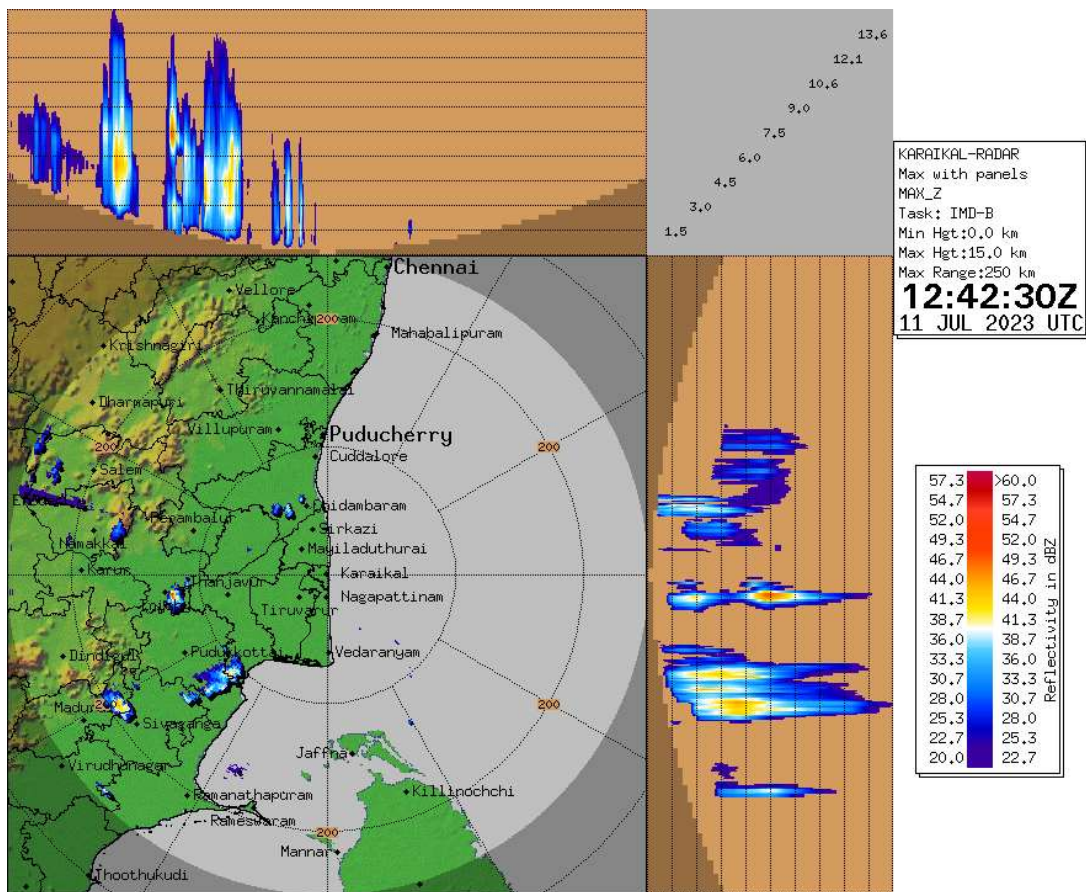 13.6
12.1
10.6
9.0
7.5
6.0
4.5
3.0
1.5
KARAIKAL-RADAR
Max with panels
MAX_Z
Task: IMD-B
Min Hgt:0.0 km
Max Hgt:15.0 km
Max Range:250 km
12:42:30Z
11 JUL 2023 UTC
Chennai
Vellore
200
Mahabalipuram
Krishnagiri
Thiruvannamalai
Dharmapuri
Villupuram
Puducherry
200
200
Cuddalore
Salem
Chidambaram
Perambalur
Sirkazi
Namakkal
Mayiladuthurai
Karur
Karaikal
Thanjavur
Nagapattinam
Tiruvarur
Dindigul
Pudukkottai
Vedaranyam
200
Sivaganga
Jaffna
Virudhunagar
Ramanathapuram
Killinochchi
Rameswaram
200
Mannar
Thoothukudi
57.3 >60.0
54.7 57.3
52.0 54.7
49.3 52.0
46.7 49.3
44.0 46.7
41.3 44.0
38.7 41.3
36.0 38.7
33.3 36.0
30.7 33.3
28.0 30.7
25.3 28.0
22.7 25.3
20.0 22.7
Reflectivity in dBZ